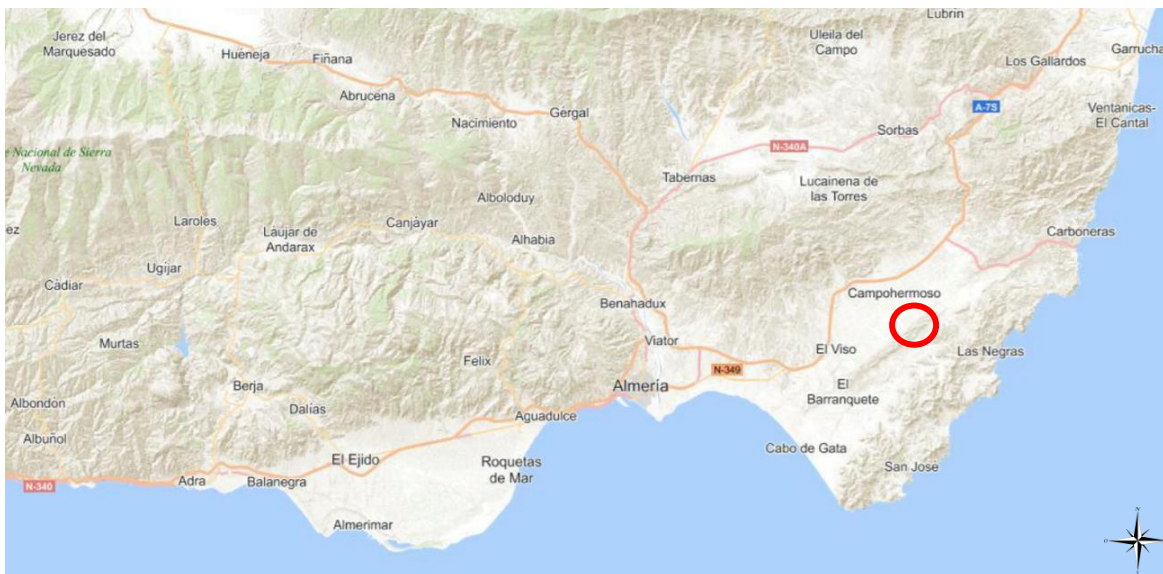 Lubrín
Jerez del
Marquesado
Huéneja
Fiñana
Uleila del
Campo
Garrucha
Los Gallardos
Abrucena
Gérgal
A-7S
Ventanicas-
El Cantal
Nacimiento
Sorbas
N-340A
e Nacional de Sierra
Nevada
Tabernas
Lucainena de
las Torres
Alboloduy
Laroles
Canjáyar
ez
Laujar de
Andarax
Alhabia
Carboneras
Ugijar
Cádiar
Campohermoso
Benahadux
Murtas
Viator
El Viso
Las Negras
Felix
N-349
Berja
Almería
El
Barranquete
Albondón
Dalías
Aguadulce
Albuñol
Cabo de Gata
El Ejido
Roquetas
de Mar
San José
N-340
Adra
Balanegra
Almerimar